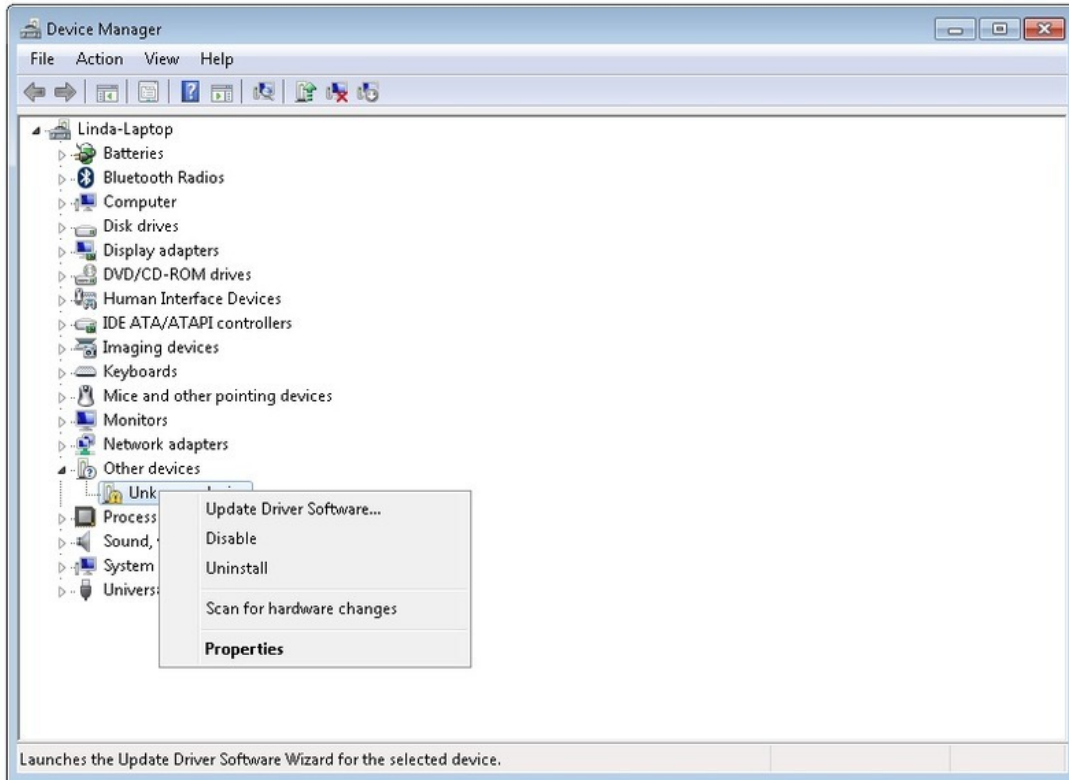 Device Manager
File Action View Help
Linda-Laptop
Batteries
Bluetooth Radios
Computer
Disk drives
Display adapters
DVD/CD-ROM drives
Human Interface Devices
IDE ATA/ATAPI controllers
Imaging devices
Keyboards
Mice and other pointing devices
Monitors
Network adapters
Other devices
Unk
Process
Sound,
System
Univers
Update Driver Software...
Disable
Uninstall
Scan for hardware changes
Properties
Launches the Update Driver Software Wizard for the selected device.